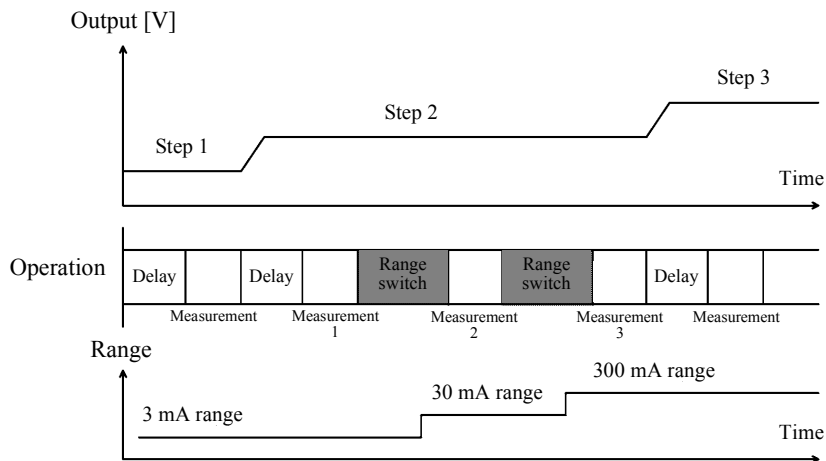 Output [V]
Step 3
Step 2
Step 1
Time
Operation
Delay
Delay
Range
switch
Range
switch
Delay
Measurement
Measurement
1
Measurement
2
Measurement
3
Measurement
Range
300 mA range
30 mA range
3 mA range
Time